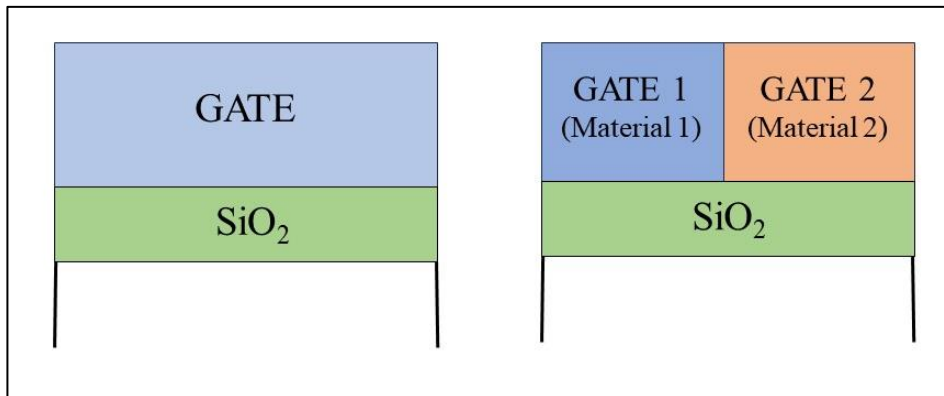 GATE
SiO₂
GATE 1
(Material 1)
GATE 2
(Material 2)
SiO₂